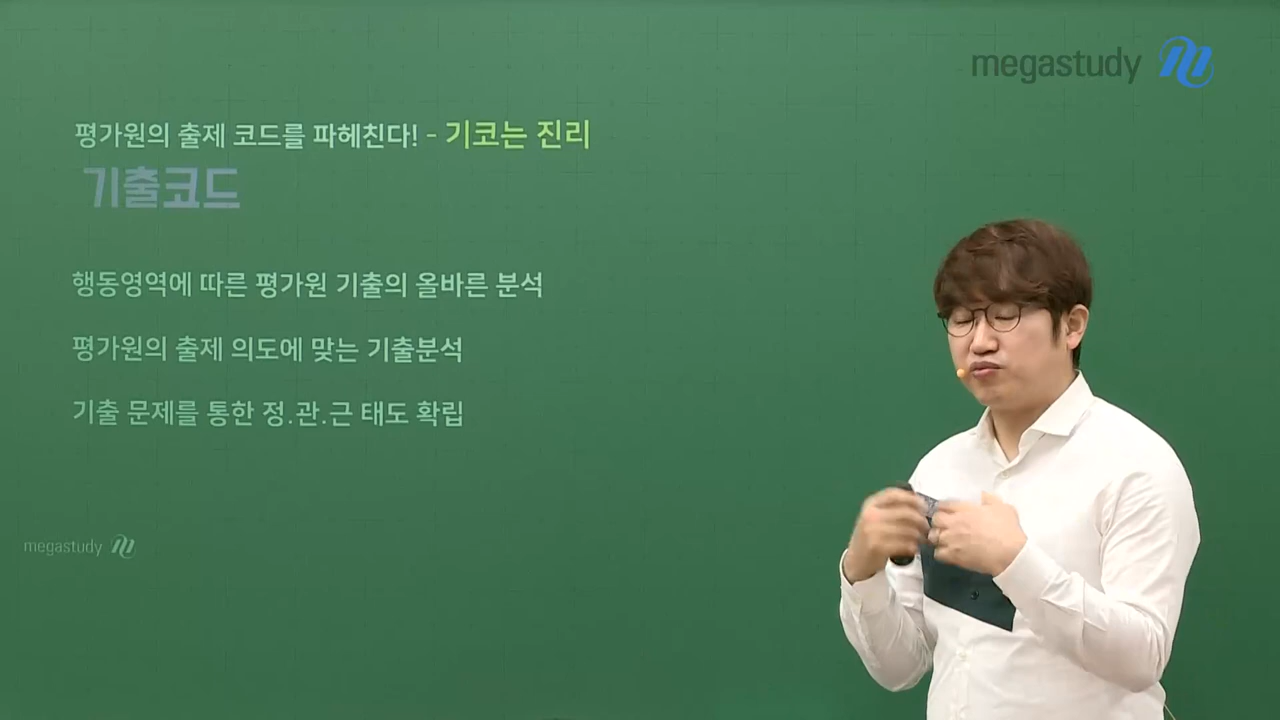 megastudy
평가원의 출제 코드를 파헤친다! - 기코는 진리
기출코드
행동영역에 따른 평가원 기출의 올바른 분석
평가원의 출제 의도에 맞는 기출분석
기출 문제를 통한 정.관.근 태도 확립
megastudy